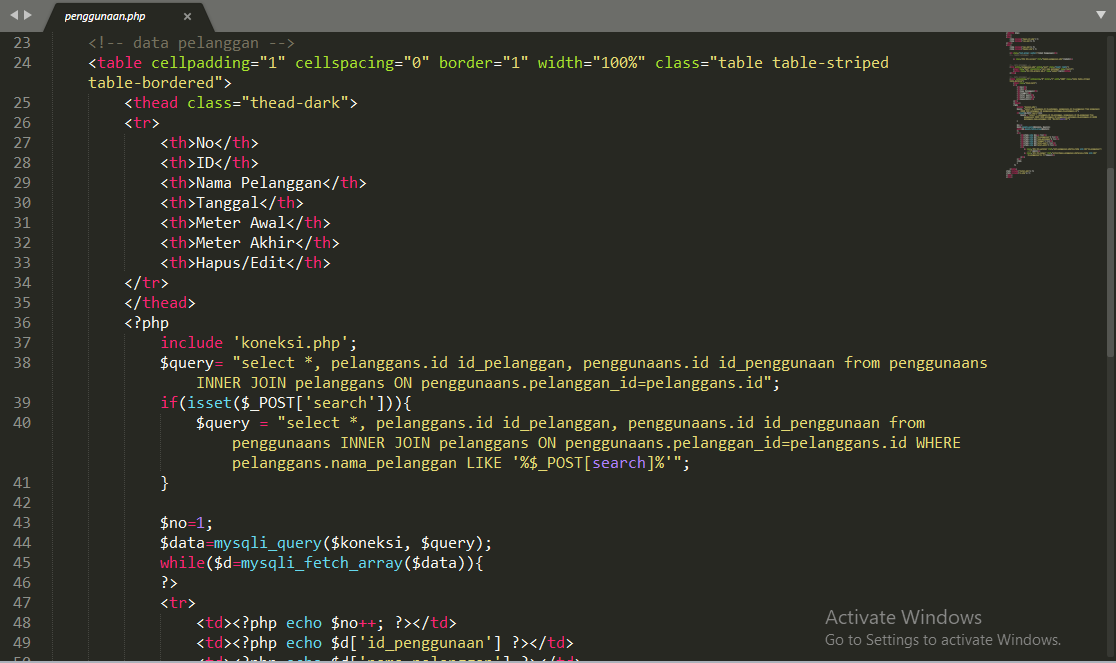 penggunaan.php ×
23 <!-- data pelanggan -->
24 <table cellpadding="1" cellspacing="0" border="1" width="100%" class="table table-striped
table-bordered">
25 <thead class="thead-dark">
26 <tr>
27 <th>No</th>
28 <th>ID</th>
29 <th>Nama Pelanggan</th>
30 <th>Tanggal</th>
31 <th>Meter Awal</th>
32 <th>Meter Akhir</th>
33 <th>Hapus/Edit</th>
34 </tr>
35 </thead>
36 <?php
37 include 'koneksi.php';
38 $query= "select *, pelanggans.id id_pelanggan, penggunaans.id id_penggunaan from penggunaans
INNER JOIN pelanggans ON penggunaans.pelanggan_id=pelanggans.id";
39 if(isset($_POST['search'])){
40 $query = "select *, pelanggans.id id_pelanggan, penggunaans.id id_penggunaan from
penggunaans INNER JOIN pelanggans ON penggunaans.pelanggan_id=pelanggans.id WHERE
pelanggans.nama_pelanggan LIKE '%$_POST[search]%'";
41 }
42
43 $no=1;
44 $data=mysqli_query($koneksi, $query);
45 while($d=mysqli_fetch_array($data)){
46 ?>
47 <tr>
48 <td><?php echo $no++; ?></td>
49 <td><?php echo $d['id_penggunaan'] ?></td>
50 <td><?php echo $d['nama_pelanggan'] ?></td>
Activate Windows
Go to Settings to activate Windows.